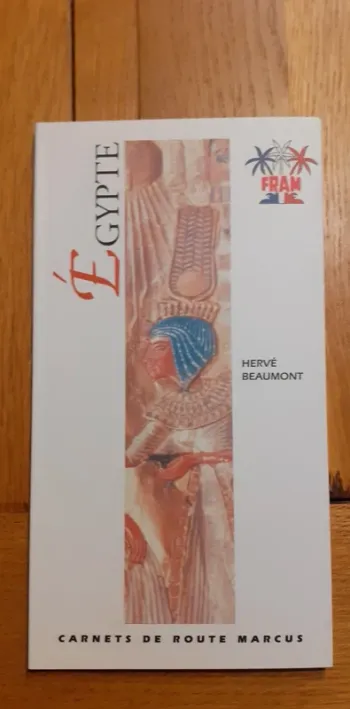 ÉGYPTE
FRAM
HERVÉ
BEAUMONT
CARNETS DE ROUTE MARCUS